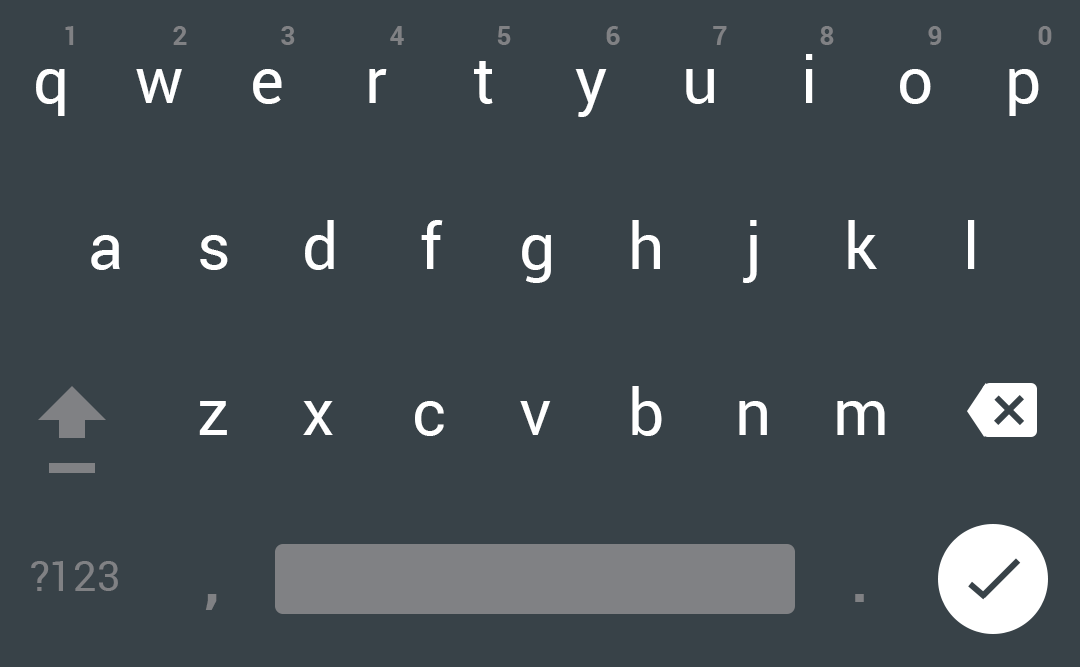 1 2 3 4 5 6 7 8 9 0
q w e r t y u i o p
a s d f g h j k l
z x c v b n m
?123 , .